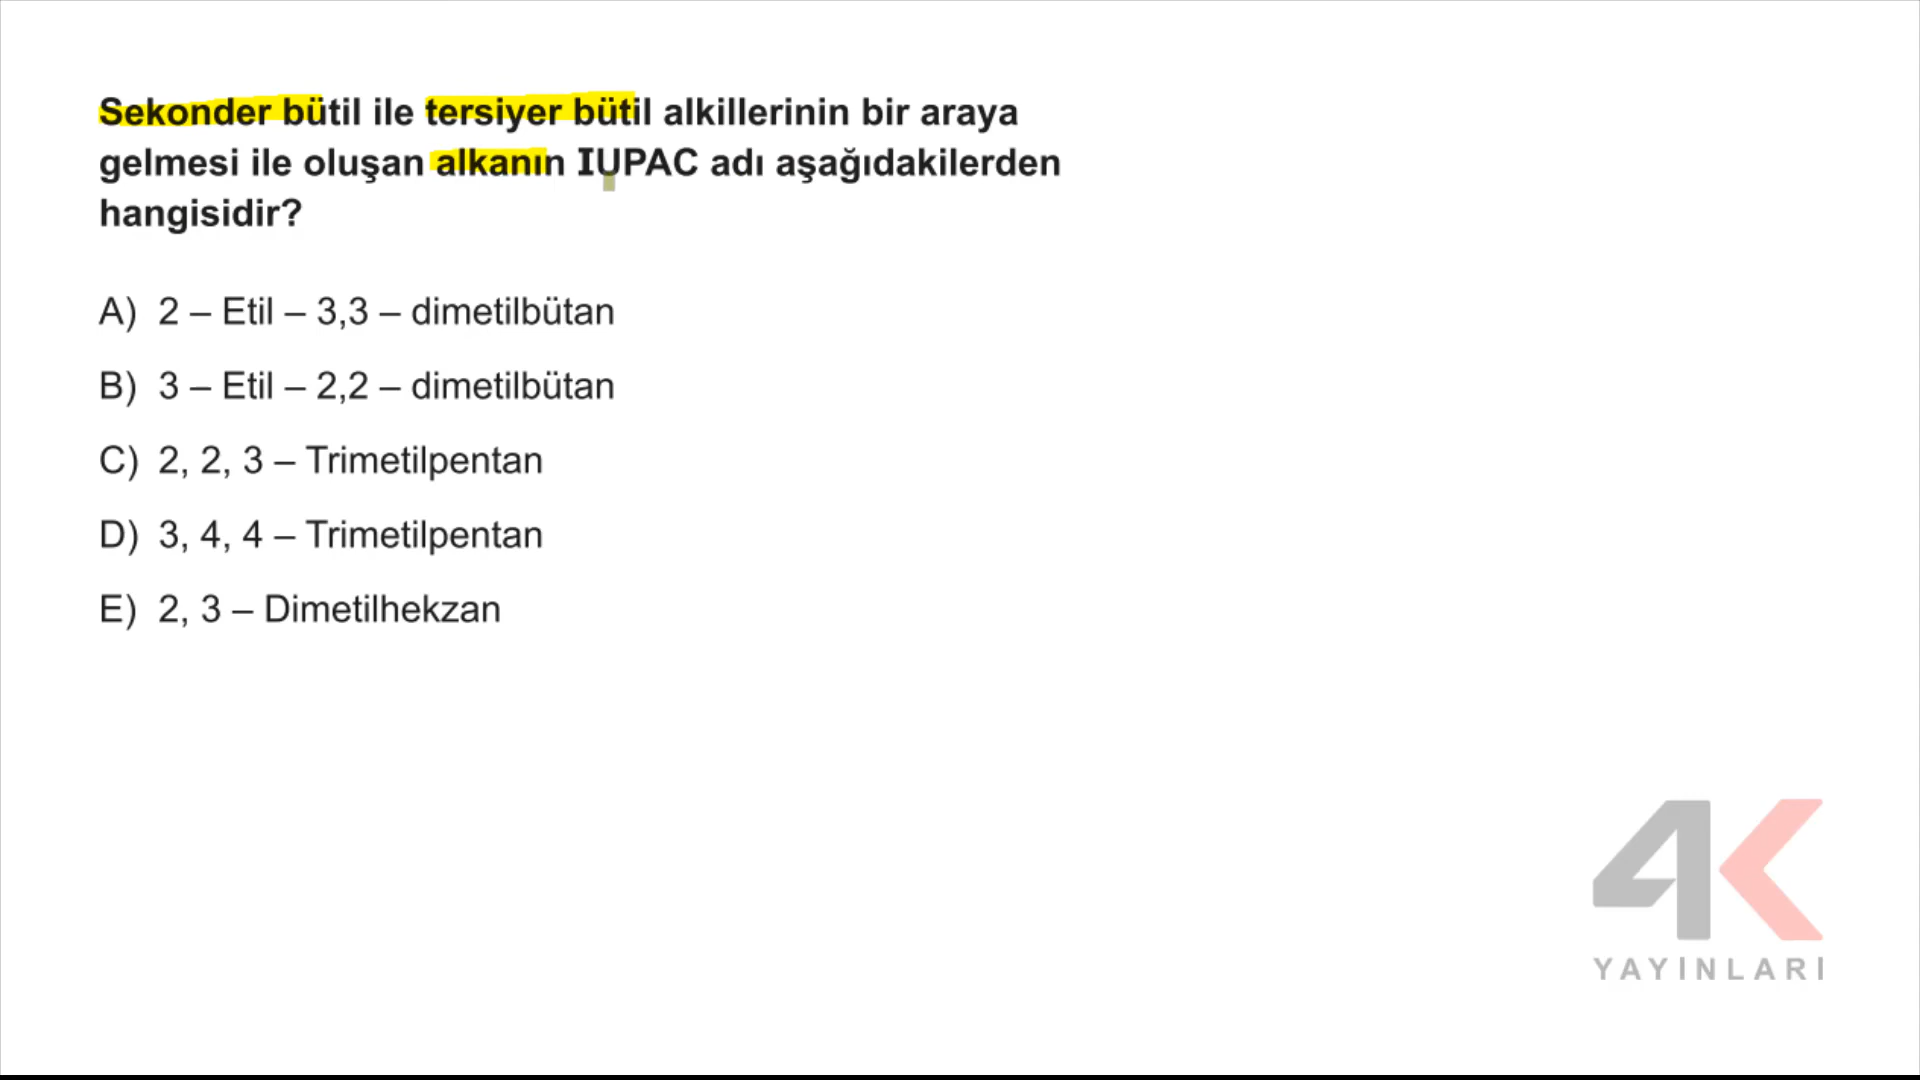 Sekonder bütil ile tersiyer bütil alkillerinin bir araya
gelmesi ile oluşan alkanın IUPAC adı aşağıdakilerden
hangisidir?
A) 2 – Etil – 3,3 – dimetilbütan
B) 3 – Etil – 2,2 – dimetilbütan
C) 2, 2, 3 – Trimetilpentan
D) 3, 4, 4 – Trimetilpentan
E) 2, 3 – Dimetilhekzan
4K
YAYINLARI